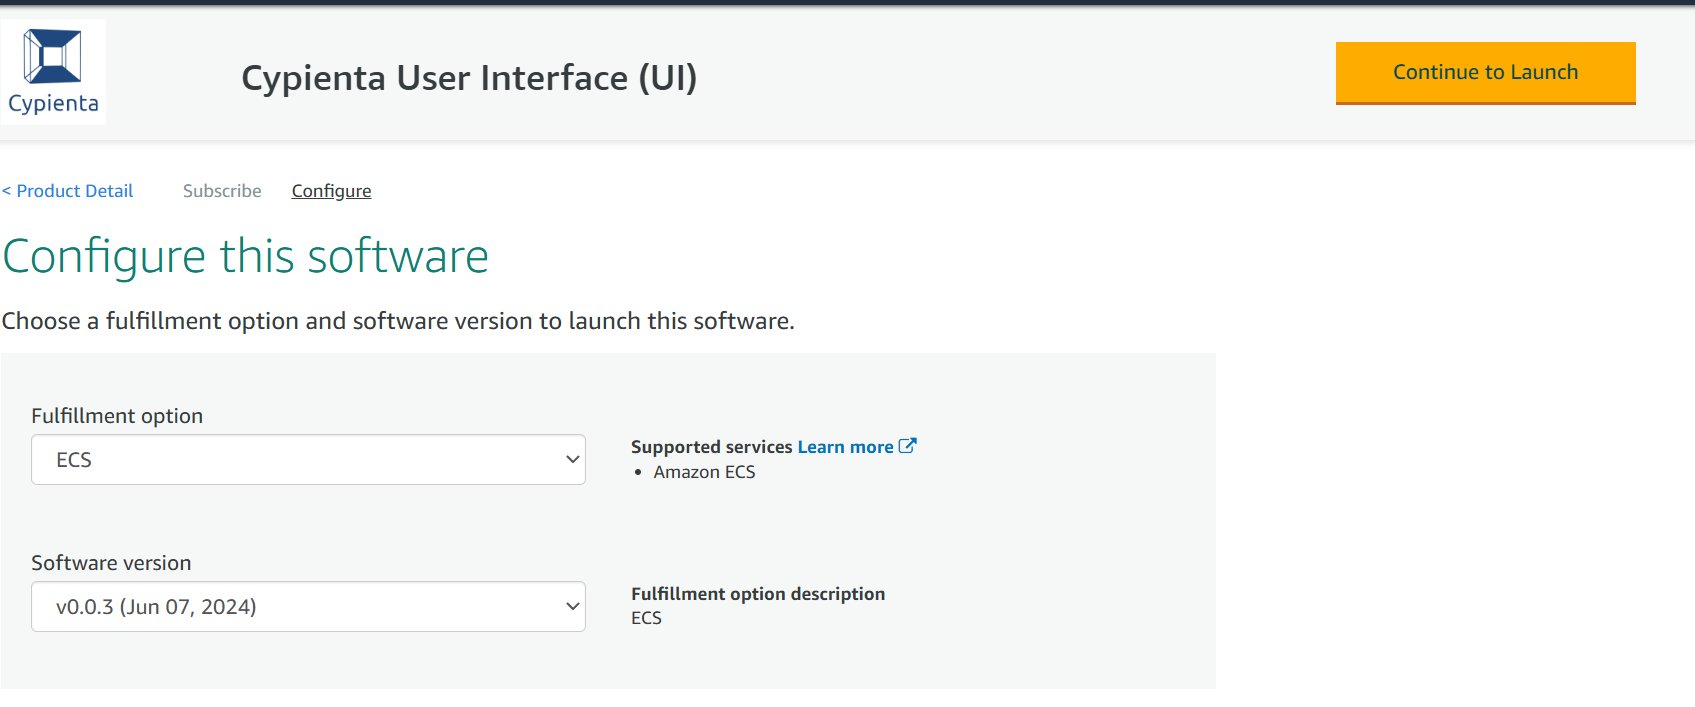 Cypienta
Cypienta User Interface (UI)
Continue to Launch
< Product Detail
Subscribe
Configure
Configure this software
Choose a fulfillment option and software version to launch this software.
Fulfillment option
ECS
Supported services Learn more
• Amazon ECS
Software version
v0.0.3 (Jun 07, 2024)
Fulfillment option description
ECS